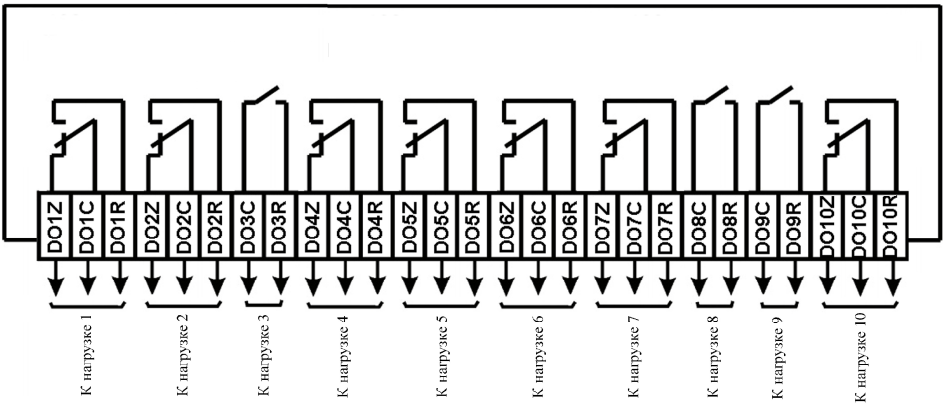 DO1Z
DO1C
DO1R
DO2Z
DO2C
DO2R
DO3C
DO3R
DO4Z
DO4C
DO4R
DO5Z
DO5C
DO5R
DO6Z
DO6C
DO6R
DO7Z
DO7C
DO7R
DO8C
DO8R
DO9C
DO9R
DO10Z
DO10C
DO10R
К нагрузке 1
К нагрузке 2
К нагрузке 3
К нагрузке 4
К нагрузке 5
К нагрузке 6
К нагрузке 7
К нагрузке 8
К нагрузке 9
К нагрузке 10